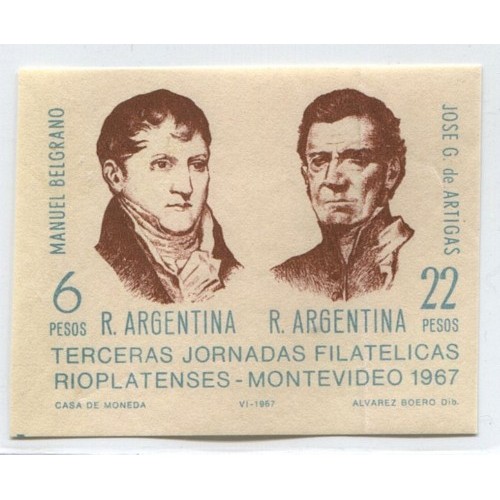 MANUEL BELGRANO
JOSE G. de ARTIGAS
6
PESOS
R. ARGENTINA
R. ARGENTINA
22
PESOS
TERCERAS JORNADAS FILATELICAS
RIOPLATENSES - MONTEVIDEO 1967
CASA DE MONEDA
VI-1967
ALVAREZ BOERO Dib.